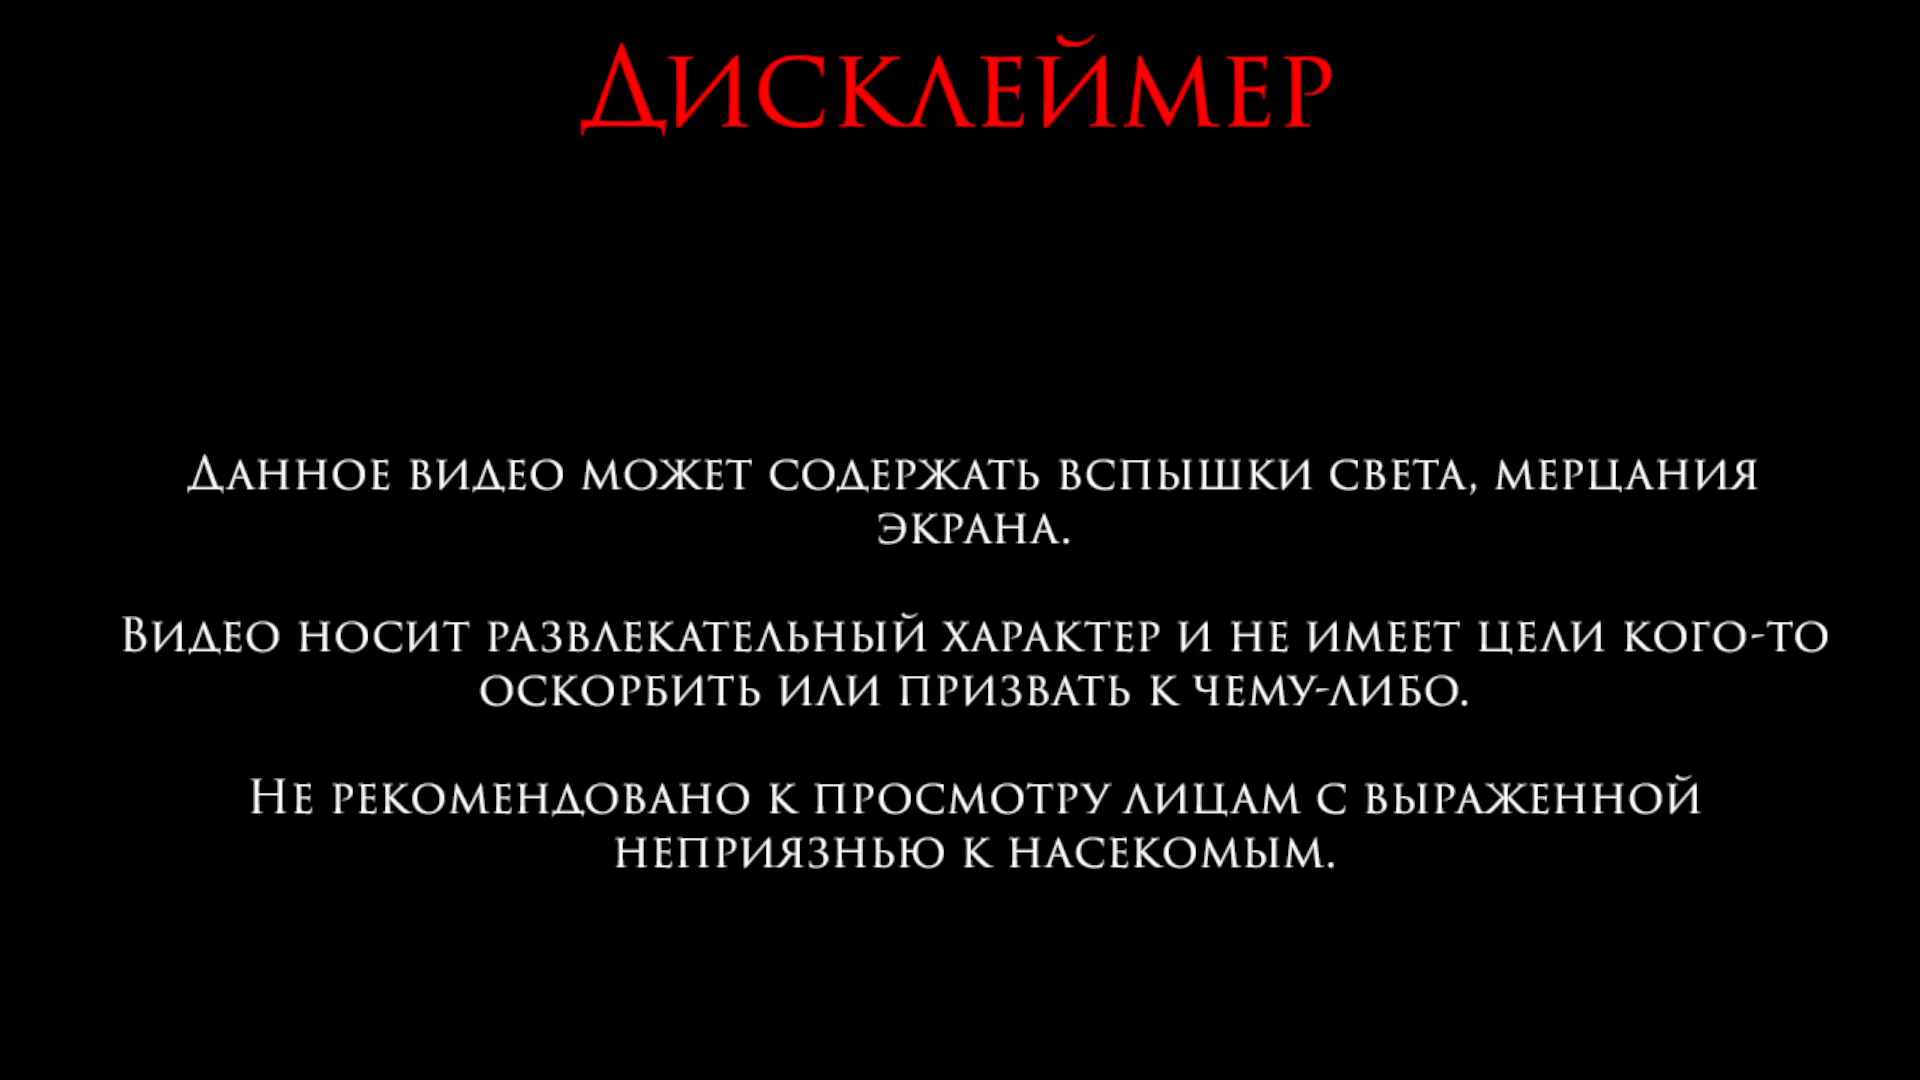 Дисклеймер
Данное видео может содержать вспышки света, мерцания
экрана.
Видео носит развлекательный характер и не имеет цели кого-то
оскорбить или призвать к чему-либо.
Не рекомендовано к просмотру лицам с выраженной
неприязнью к насекомым.